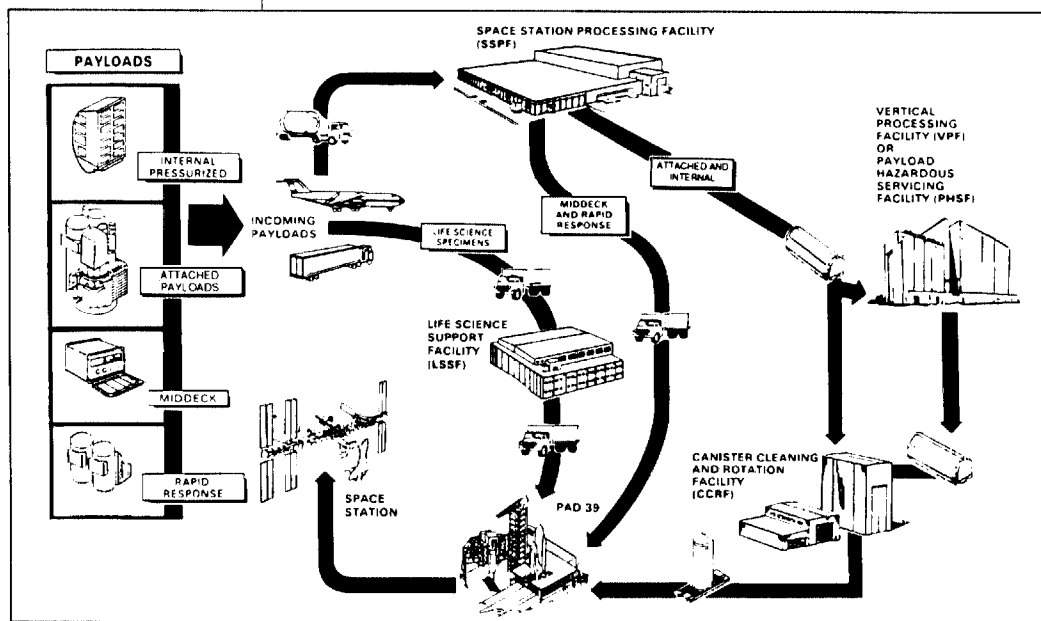 PAYLOADS
INTERNAL
PRESSURIZED
ATTACHED
PAYLOADS
MIDDECK
RAPID
RESPONSE
INCOMING
PAYLOADS
SPACE STATION PROCESSING FACILITY
(SSPF)
LIFE SCIENCE
SPECIMENS
MIDDECK
AND RAPID
RESPONSE
ATTACHED AND
INTERNAL
VERTICAL
PROCESSING
FACILITY (VPF)
OR
PAYLOAD
HAZARDOUS
SERVICING
FACILITY (PHSF)
LIFE SCIENCE
SUPPORT
FACILITY
(LSSF)
CANISTER CLEANING
AND ROTATION
FACILITY
(CCRF)
SPACE
STATION
PAD 39